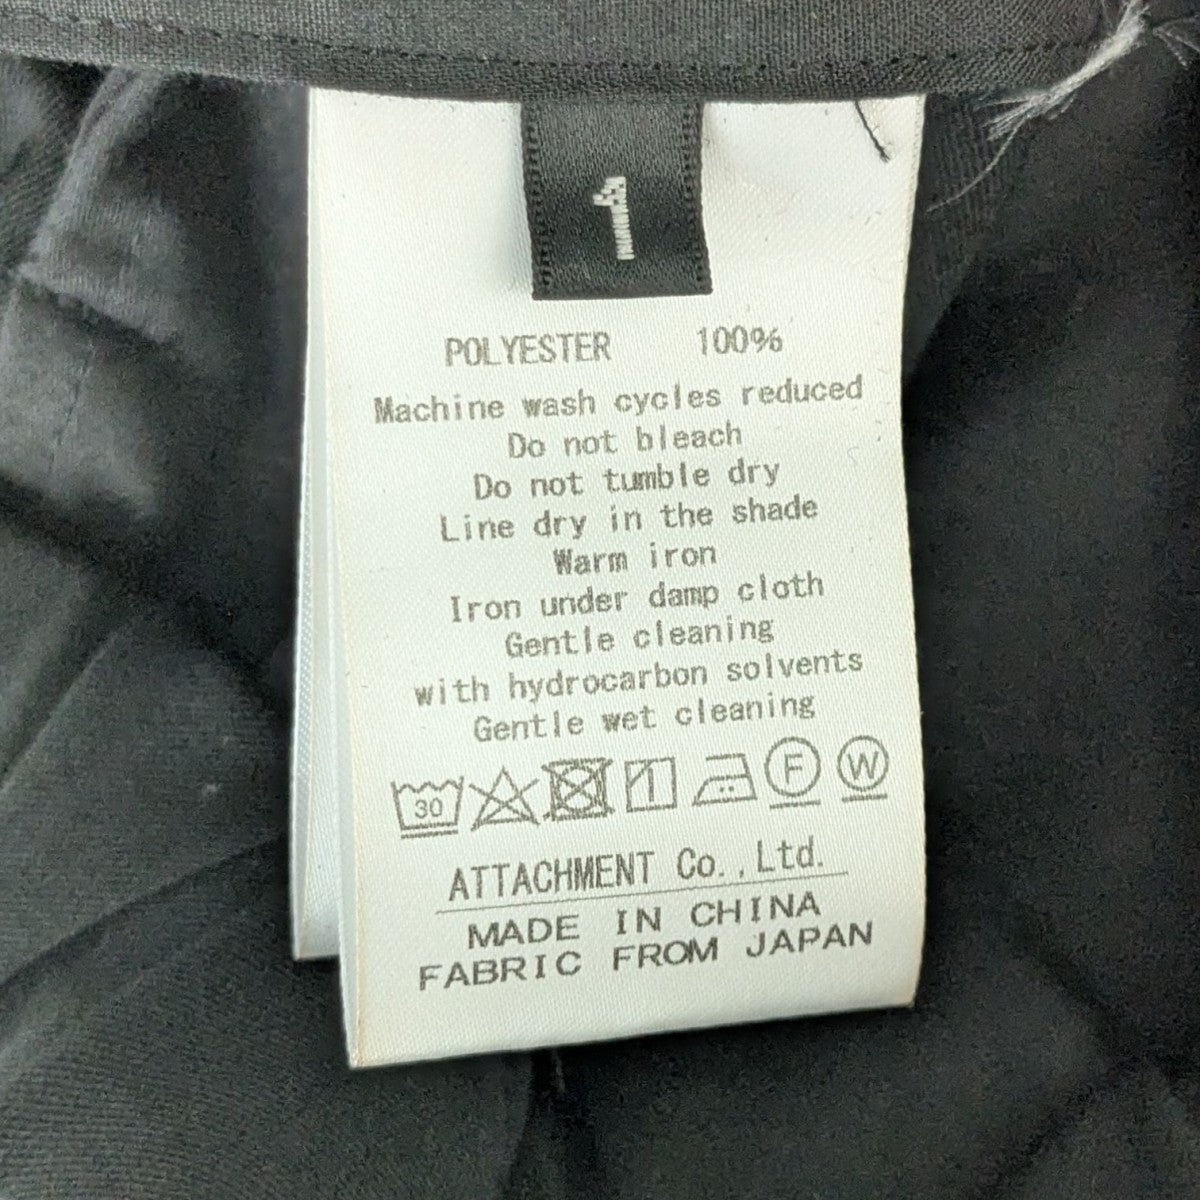 1
POLYESTER 100%
Machine wash cycles reduced
Do not bleach
Do not tumble dry
Line dry in the shade
Warm iron
Iron under damp cloth
Gentle cleaning
with hydrocarbon solvents
Gentle wet cleaning
30 F W
ATTACHMENT Co.,Ltd.
MADE IN CHINA
FABRIC FROM JAPAN